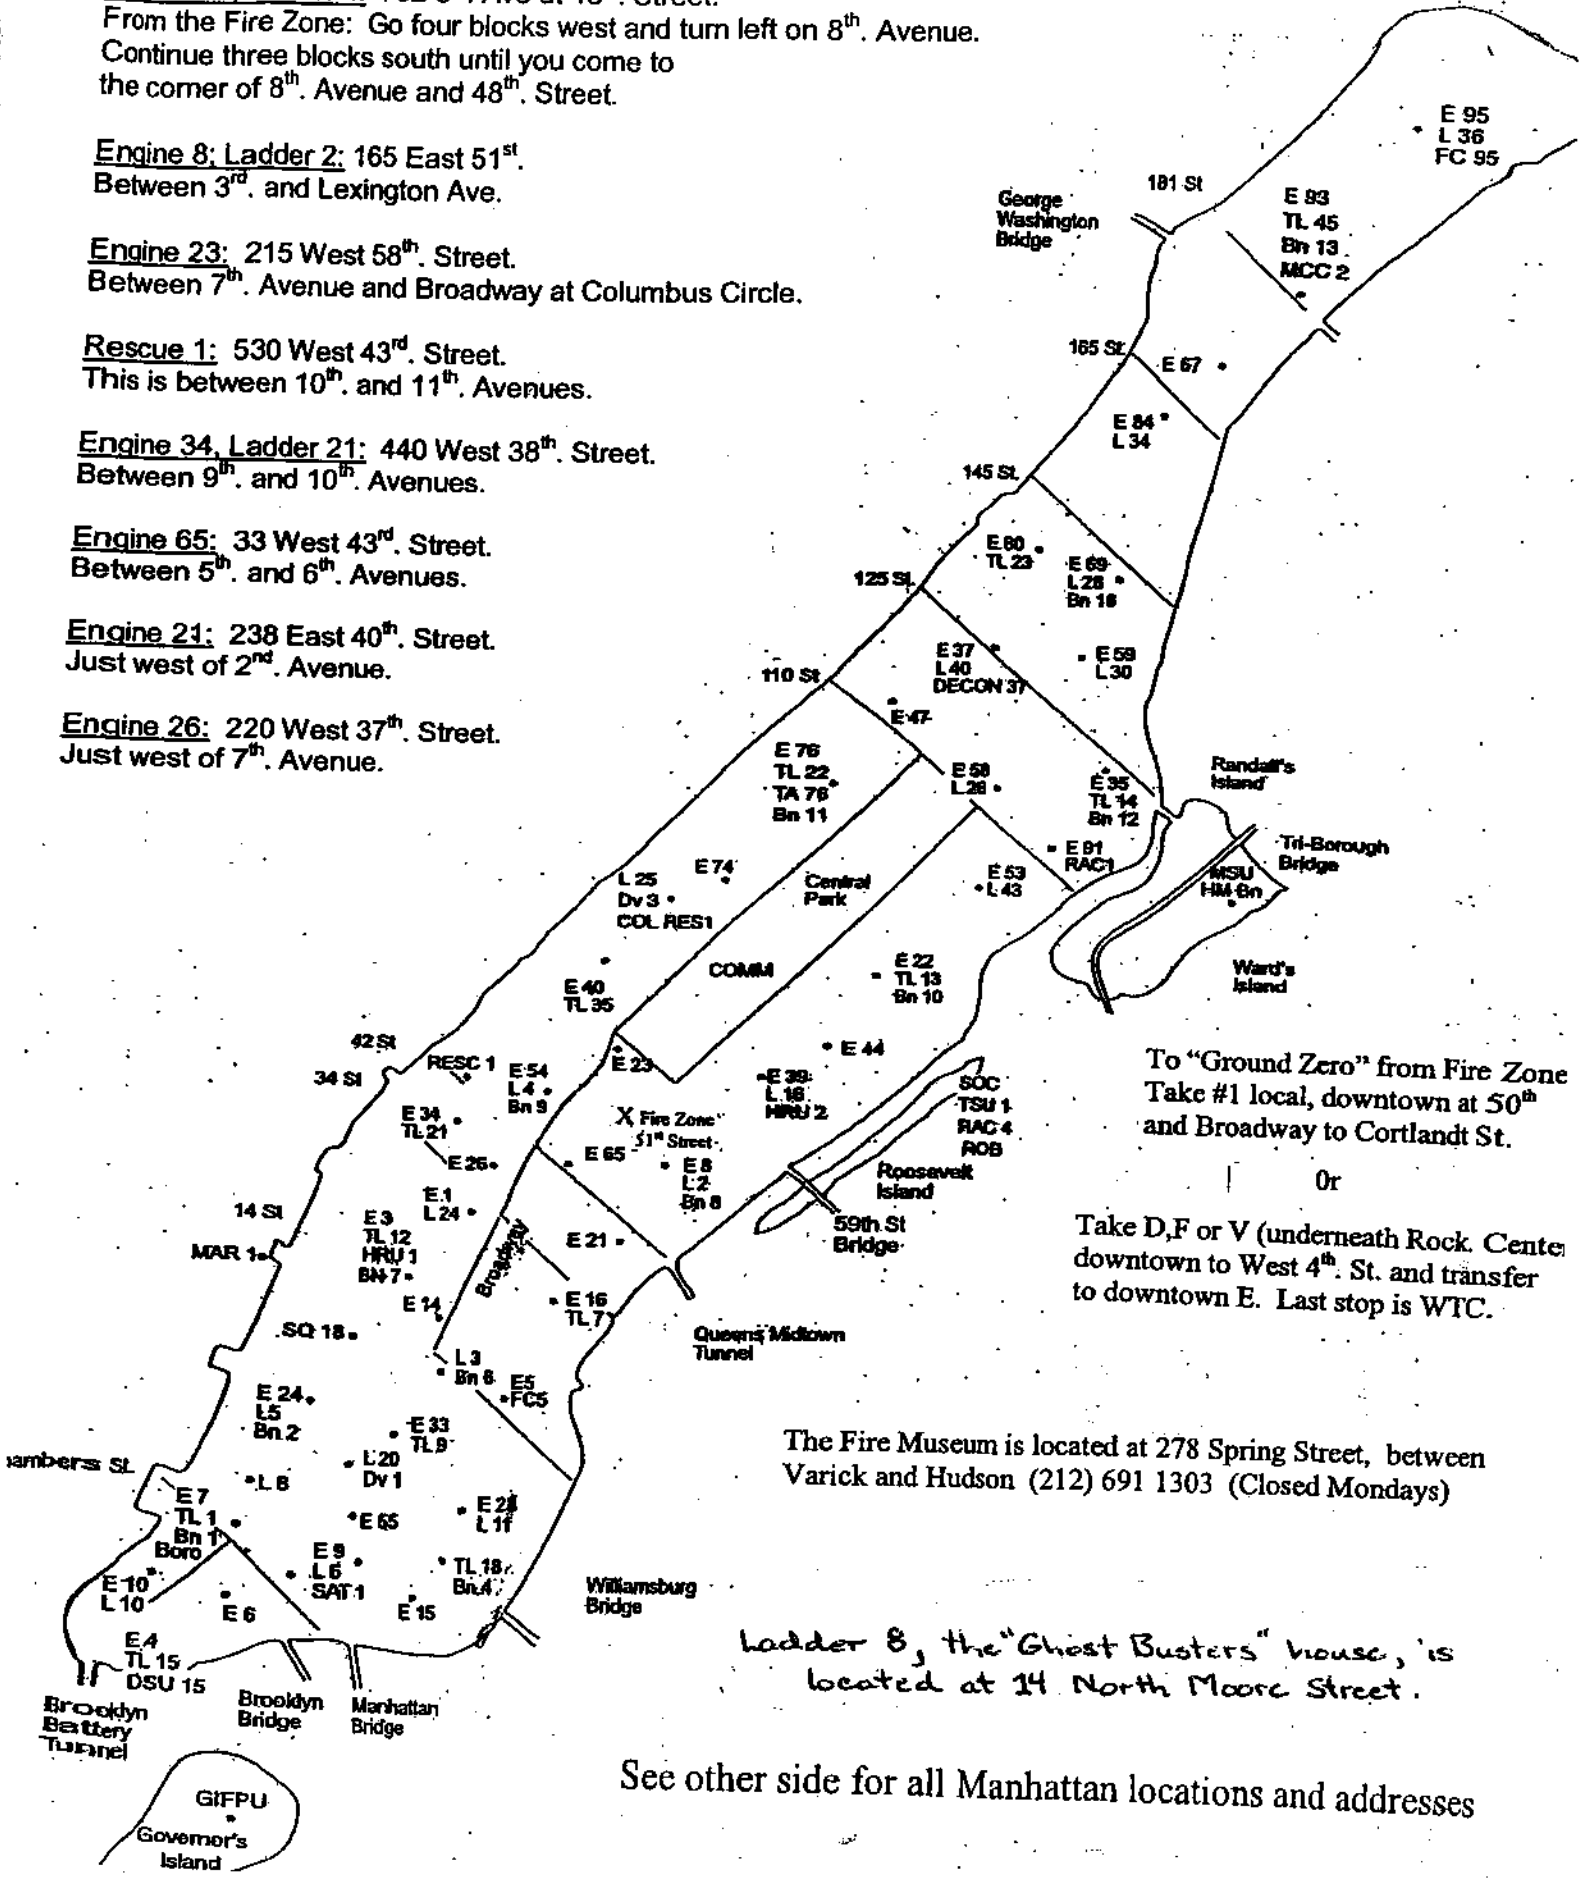 From the Fire Zone: Go four blocks west and turn left on 8th. Avenue.
Continue three blocks south until you come to
the corner of 8th. Avenue and 48th. Street.
Engine 8; Ladder 2: 165 East 51st.
Between 3rd. and Lexington Ave.
Engine 23: 215 West 58th. Street.
Between 7th. Avenue and Broadway at Columbus Circle.
Rescue 1: 530 West 43rd. Street.
This is between 10th. and 11th. Avenues.
Engine 34, Ladder 21: 440 West 38th. Street.
Between 9th. and 10th. Avenues.
Engine 65: 33 West 43rd. Street.
Between 5th. and 6th. Avenues.
Engine 21: 238 East 40th. Street.
Just west of 2nd. Avenue.
Engine 26: 220 West 37th. Street.
Just west of 7th. Avenue.
E 95
L 36
FC 95
181 St
George
Washington
Bridge
E 93
TL 45
Bn 13
MCC 2
165 St.
E 67
E 84
L 34
145 St.
E 80
TL 23
E 69
L 28
Bn 16
125 St.
E 37
L 40
DECON 37
E 59
L 30
110 St
E 47
E 76
TL 22
TA 76
Bn 11
E 58
L 26
E 35
TL 14
Bn 12
Randall's
Island
E 91
RAC1
Tri-Borough
Bridge
MSU
HM Bn
E 74
L 25
Dv 3
COL RES1
Central
Park
E 53
L 43
COMM
E 22
TL 13
Bn 10
Ward's
Island
E 40
TL 35
42 St
34 St
RESC 1
E 54
L 4
Bn 9
E 23
E 44
E 39
L 16
HRU 2
SOC
TSU 1
RAC 4
ROB
To "Ground Zero" from Fire Zone
Take #1 local, downtown at 50th
and Broadway to Cortlandt St.
Or
Take D,F or V (underneath Rock.
downtown to West 4th. St. and transfer
to downtown E. Last stop is WTC.
E 34
TL 21
X Fire Zone"
51st Street
E 26
E 65
E 8
L 2
Bn 8
Roosevelt
Island
59th St
Bridge
14 St
E.1
L 24
E 3
TL 12
HRU 1
BN 7
MAR 1
Broadway
E 21
E 14
E 16
TL 7
SQ 18
Queens Midtown
Tunnel
L 3
Bn 6
E5
FC5
E 24
L5
Bn 2
E 33
TL 9
L 20
Dv 1
L 8
The Fire Museum is located at 278 Spring Street, between
Varick and Hudson (212) 691 1303 (Closed Mondays)
St.
E 7
TL 1
Bn 1
Boro
E 55
L 11
E 9
L 6
SAT 1
TL 18
Bn 4
E 10
L 10
E 6
E 15
Williamsburg
Bridge
E 4
TL 15
DSU 15
Brooklyn
Battery
Tunnel
Brooklyn
Bridge
Manhattan
Bridge
Ladder 8, the "Ghost Busters" house, is
located at 14 North Moore Street.
See other side for all Manhattan locations and addresses
GIFPU
Governor's
Island